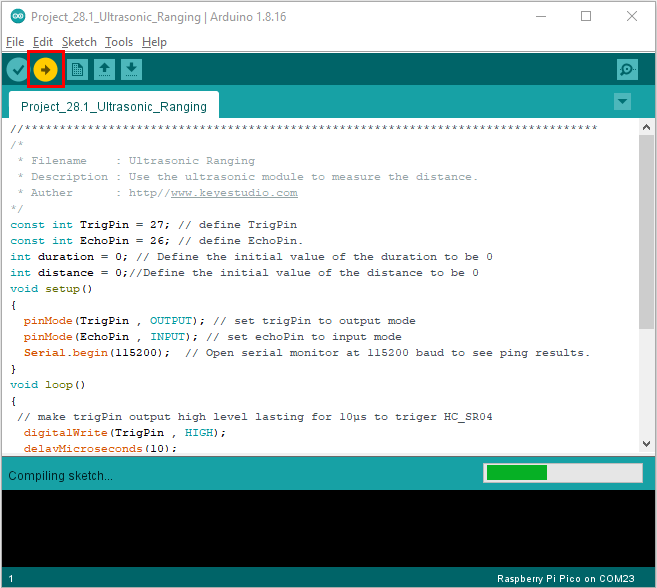 Project_28.1_Ultrasonic_Ranging | Arduino 1.8.16
File Edit Sketch Tools Help
Project_28.1_Ultrasonic_Ranging
//**********************************************************************************
/*
* Filename : Ultrasonic Ranging
* Description : Use the ultrasonic module to measure the distance.
* Auther : http//www.keyestudio.com
*/
const int TrigPin = 27; // define TrigPin
const int EchoPin = 26; // define EchoPin.
int duration = 0; // Define the initial value of the duration to be 0
int distance = 0;//Define the initial value of the distance to be 0
void setup()
{
pinMode(TrigPin , OUTPUT); // set trigPin to output mode
pinMode(EchoPin , INPUT); // set echoPin to input mode
Serial.begin(115200); // Open serial monitor at 115200 baud to see ping results.
}
void loop()
{
// make trigPin output high level lasting for 10μs to triger HC_SR04
digitalWrite(TrigPin , HIGH);
delayMicroseconds(10);
Compiling sketch...
1 Raspberry Pi Pico on COM23